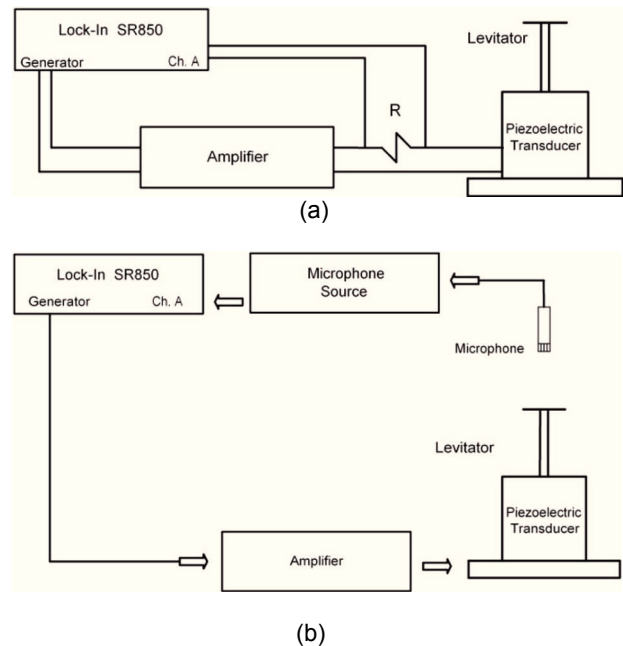 Lock-In SR850
Generator Ch. A
Levitator
R
Amplifier
Piezoelectric
Transducer
(a)
Lock-In SR850
Generator Ch. A
Microphone
Source
Microphone
Levitator
Piezoelectric
Transducer
Amplifier
(b)